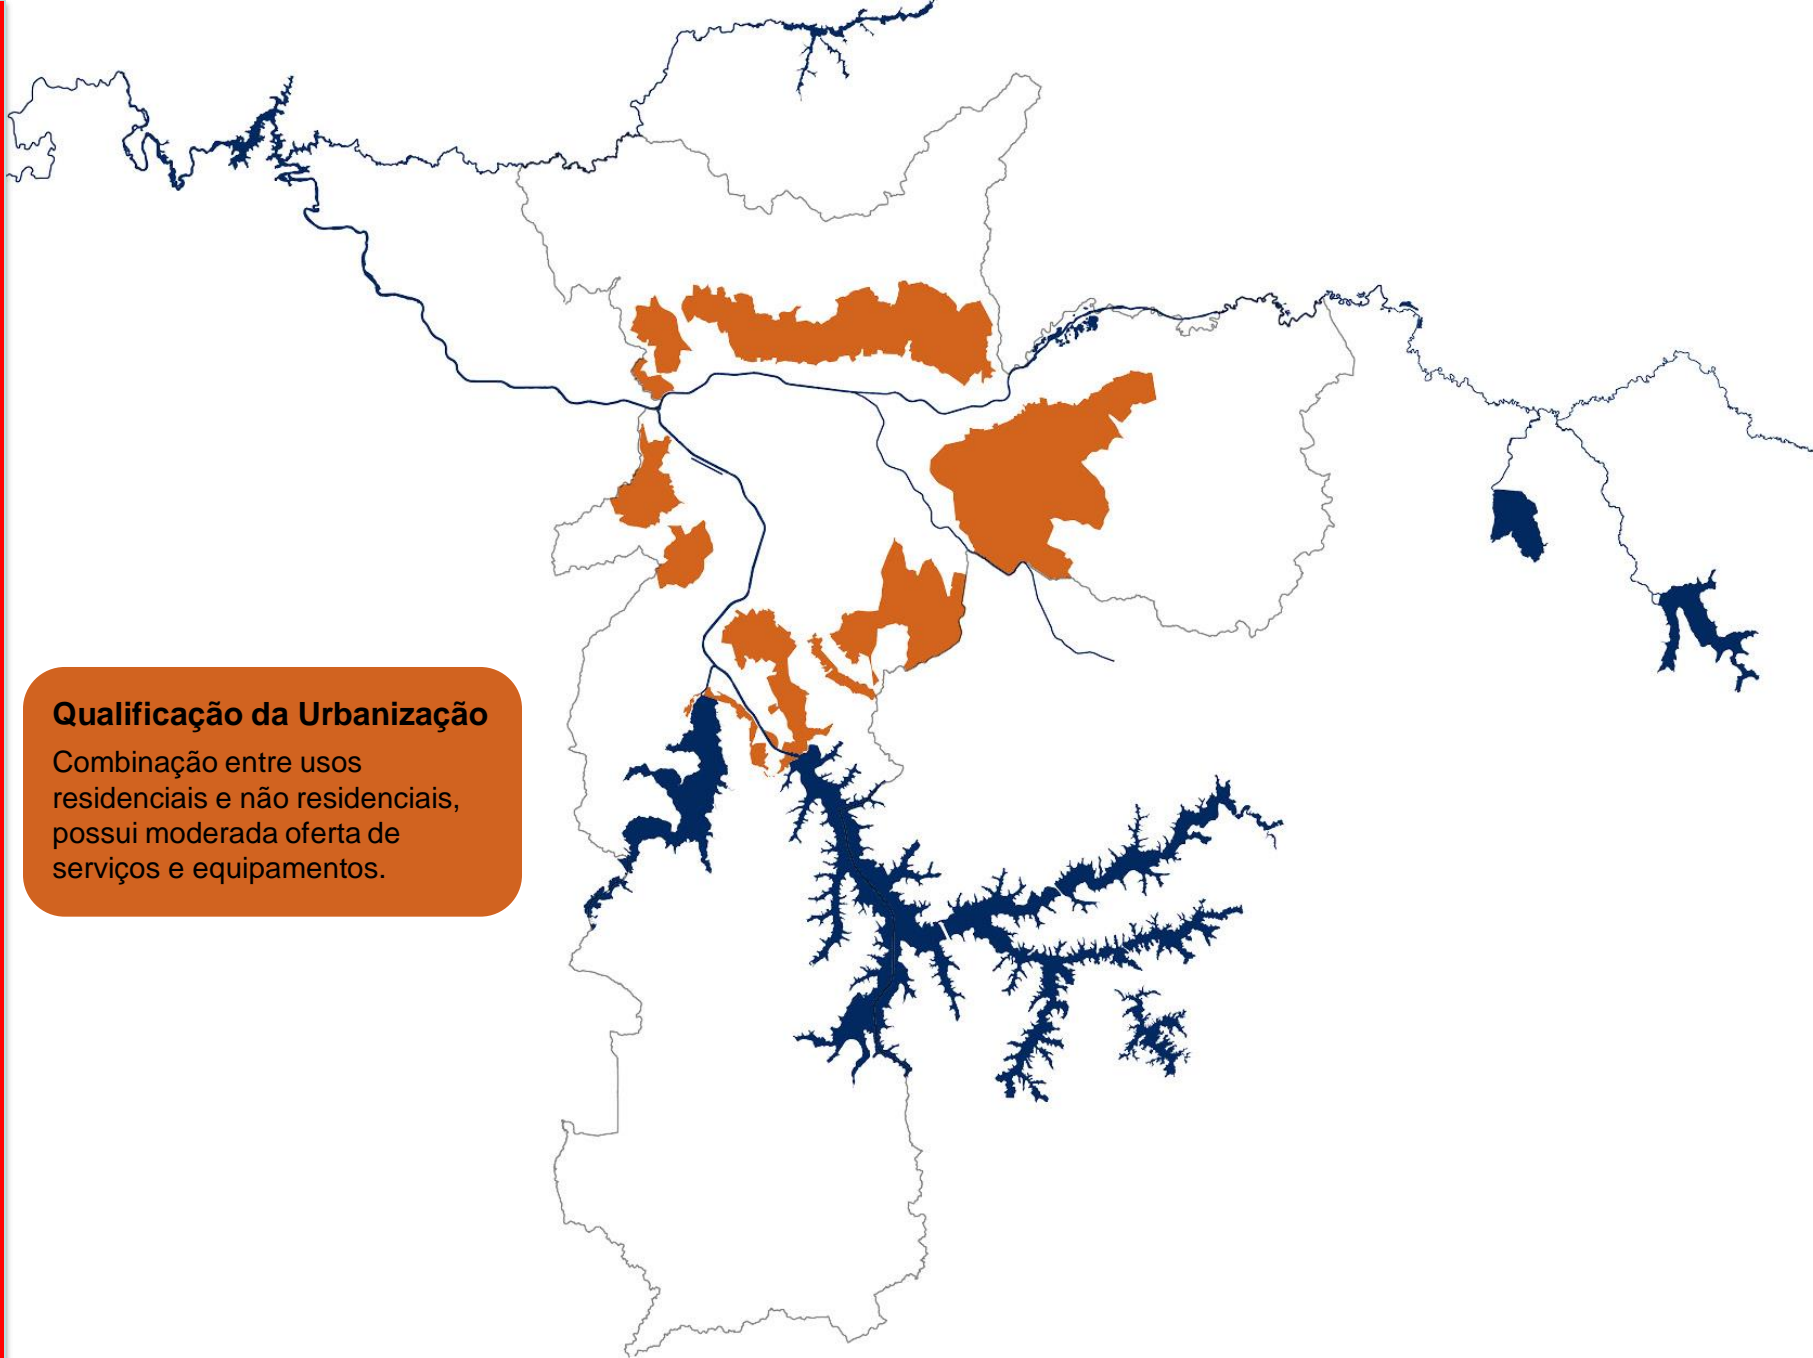 Qualificação da Urbanização
Combinação entre usos
residenciais e não residenciais,
possui moderada oferta de
serviços e equipamentos.